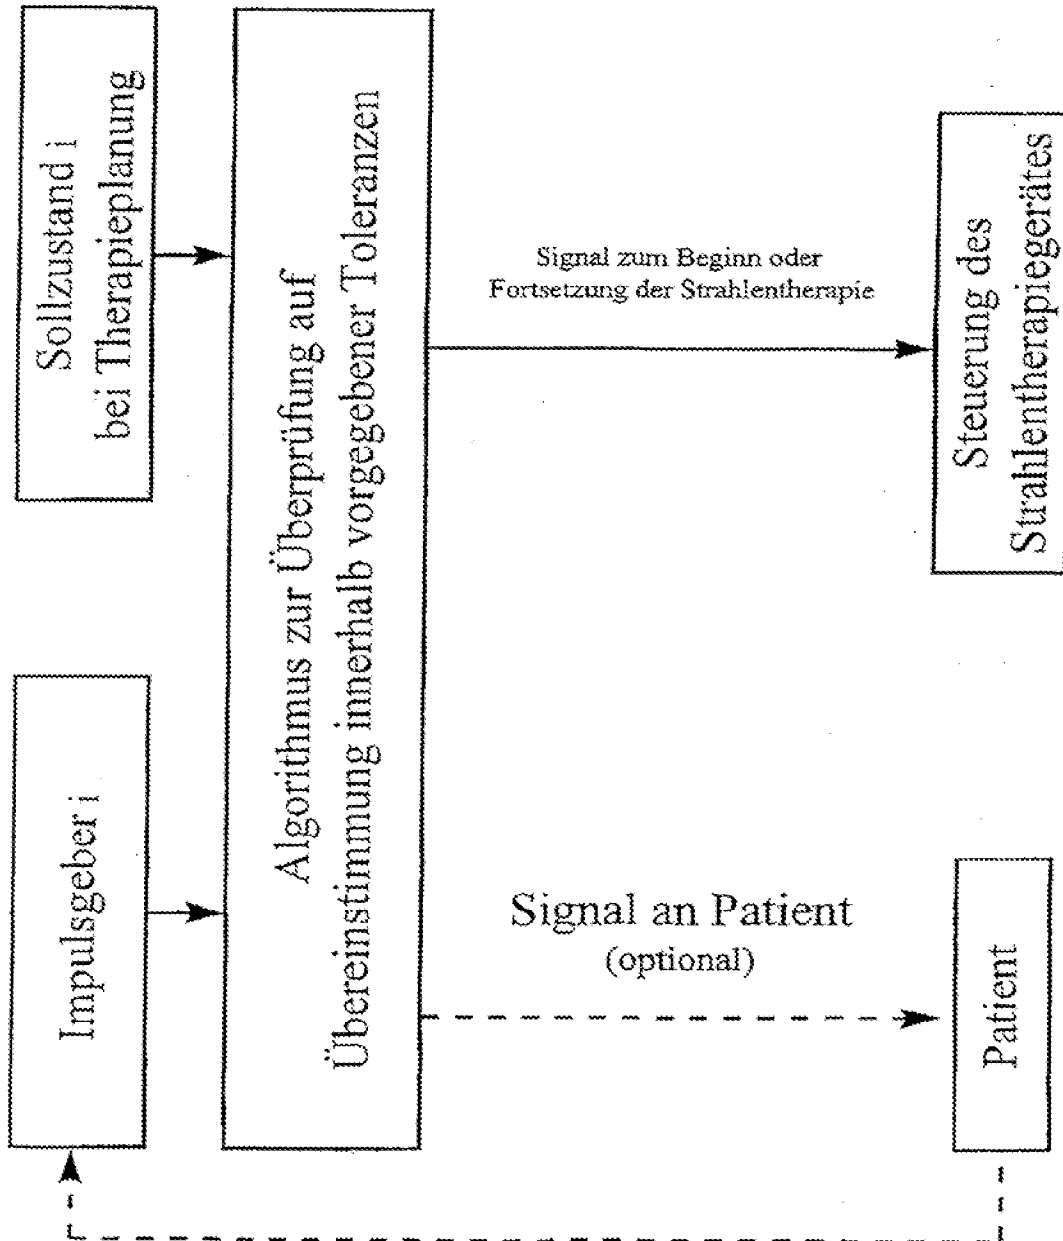 Sollzustand i
bei Therapieplanung
Impulsgeber i
Algorithmus zur Überprüfung auf
Übereinstimmung innerhalb vorgegebener Toleranzen
Signal zum Beginn oder
Fortsetzung der Strahlentherapie
Signal an Patient
(optional)
Steuerung des
Strahlentherapiegerätes
Patient